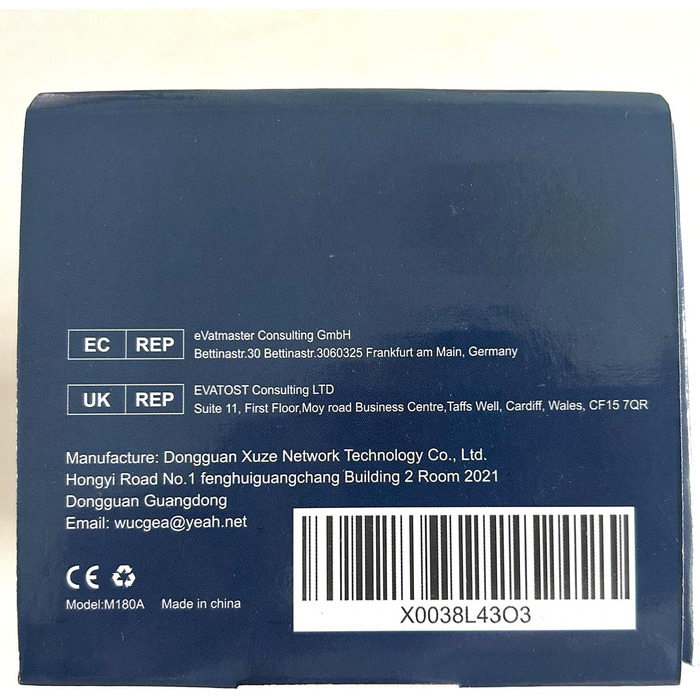 EC REP eVatmaster Consulting GmbH
Bettinastr.30 Bettinastr.3060325 Frankfurt am Main, Germany
UK REP EVATOST Consulting LTD
Suite 11, First Floor,Moy road Business Centre,Taffs Well, Cardiff, Wales, CF15 7QR
Manufacture: Dongguan Xuze Network Technology Co., Ltd.
Hongyi Road No.1 fenghuiguangchang Building 2 Room 2021
Dongguan Guangdong
Email: wucgea@yeah.net
CE
Model:M180A Made in china
X0038L43O3